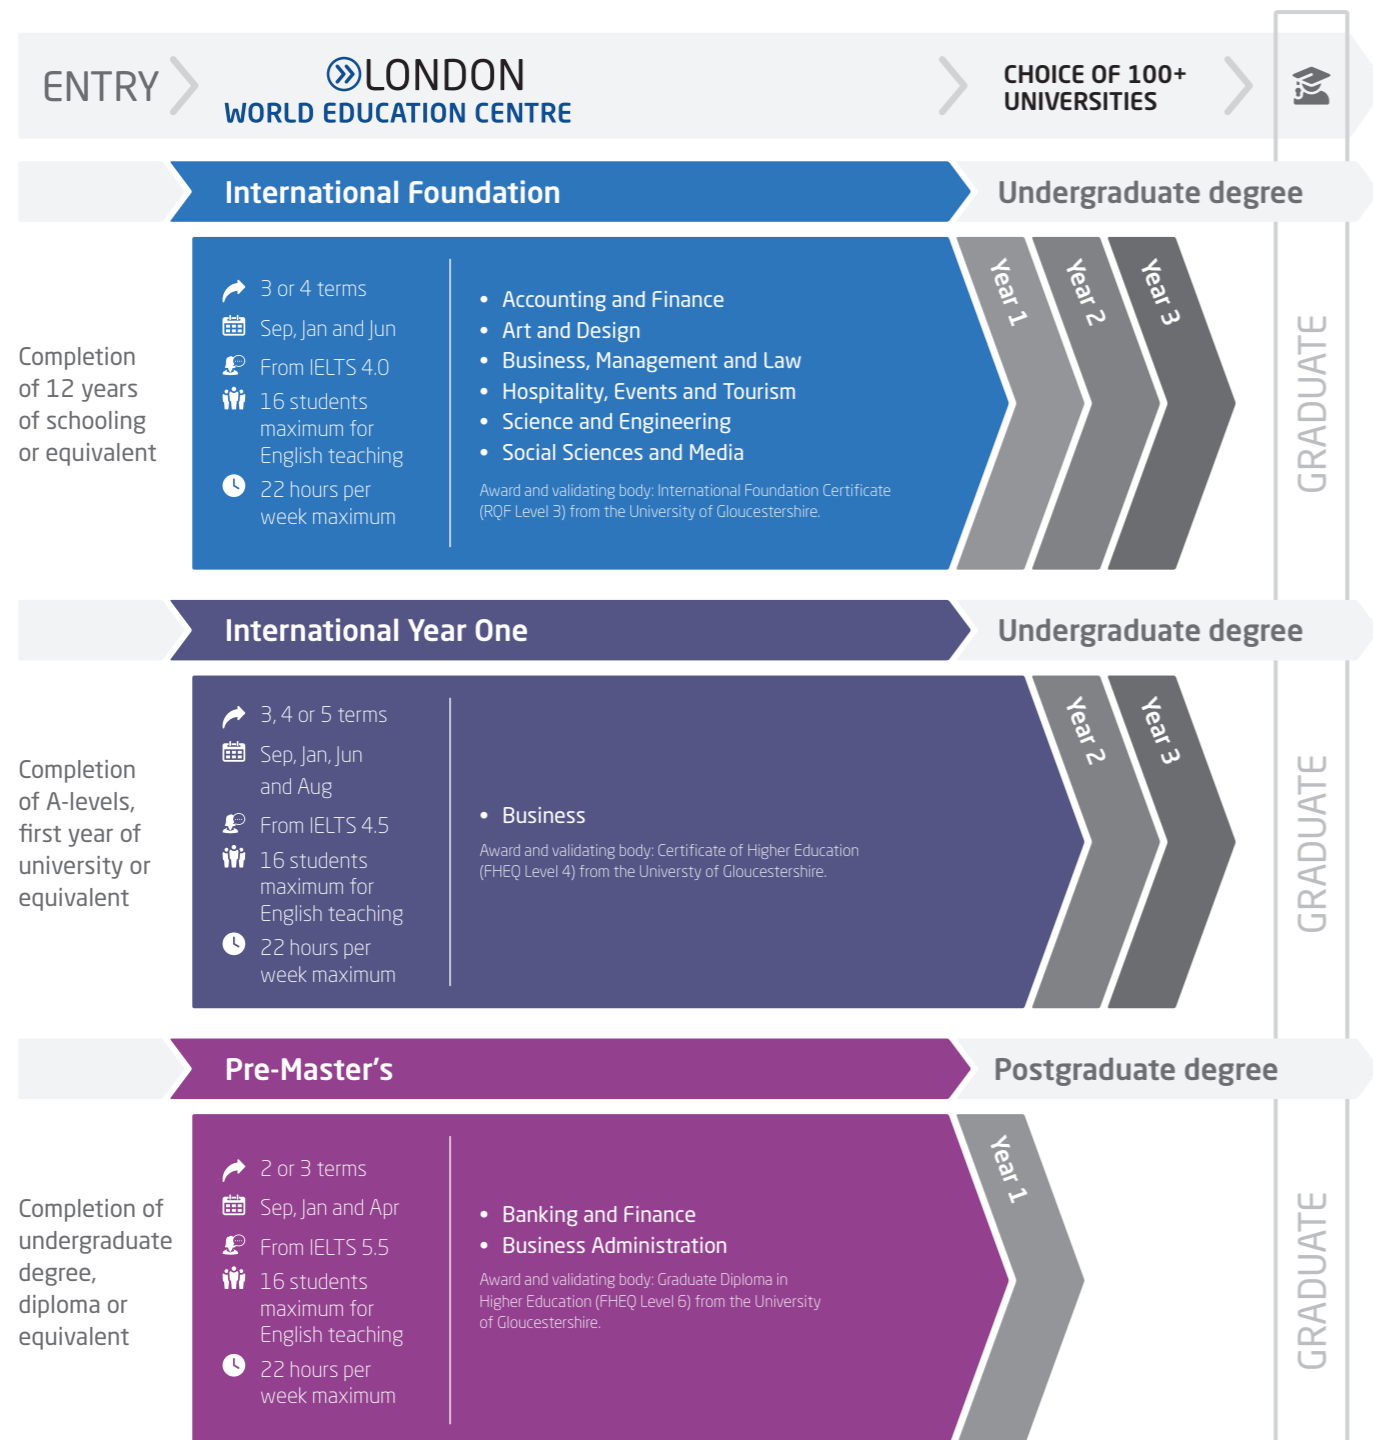 ENTRY
LONDON
WORLD EDUCATION CENTRE
CHOICE OF 100+
UNIVERSITIES
International Foundation
Undergraduate degree
Completion
of 12 years
of schooling
or equivalent
3 or 4 terms
Sep, Jan and Jun
From IELTS 4.0
16 students
maximum for
English teaching
22 hours per
week maximum
• Accounting and Finance
• Art and Design
• Business, Management and Law
• Hospitality, Events and Tourism
• Science and Engineering
• Social Sciences and Media
Award and validating body: International Foundation Certificate
(RQF Level 3) from the University of Gloucestershire.
Year 1
Year 2
Year 3
GRADUATE
International Year One
Undergraduate degree
Completion
of A-levels,
first year of
university or
equivalent
3, 4 or 5 terms
Sep, Jan, Jun
and Aug
From IELTS 4.5
16 students
maximum for
English teaching
22 hours per
week maximum
• Business
Award and validating body: Certificate of Higher Education
(FHEQ Level 4) from the Universty of Gloucestershire.
Year 2
Year 3
GRADUATE
Pre-Master's
Postgraduate degree
Completion of
undergraduate
degree,
diploma or
equivalent
2 or 3 terms
Sep, Jan and Apr
From IELTS 5.5
16 students
maximum for
English teaching
22 hours per
week maximum
• Banking and Finance
• Business Administration
Award and validating body: Graduate Diploma in
Higher Education (FHEQ Level 6) from the University
of Gloucestershire.
Year 1
GRADUATE